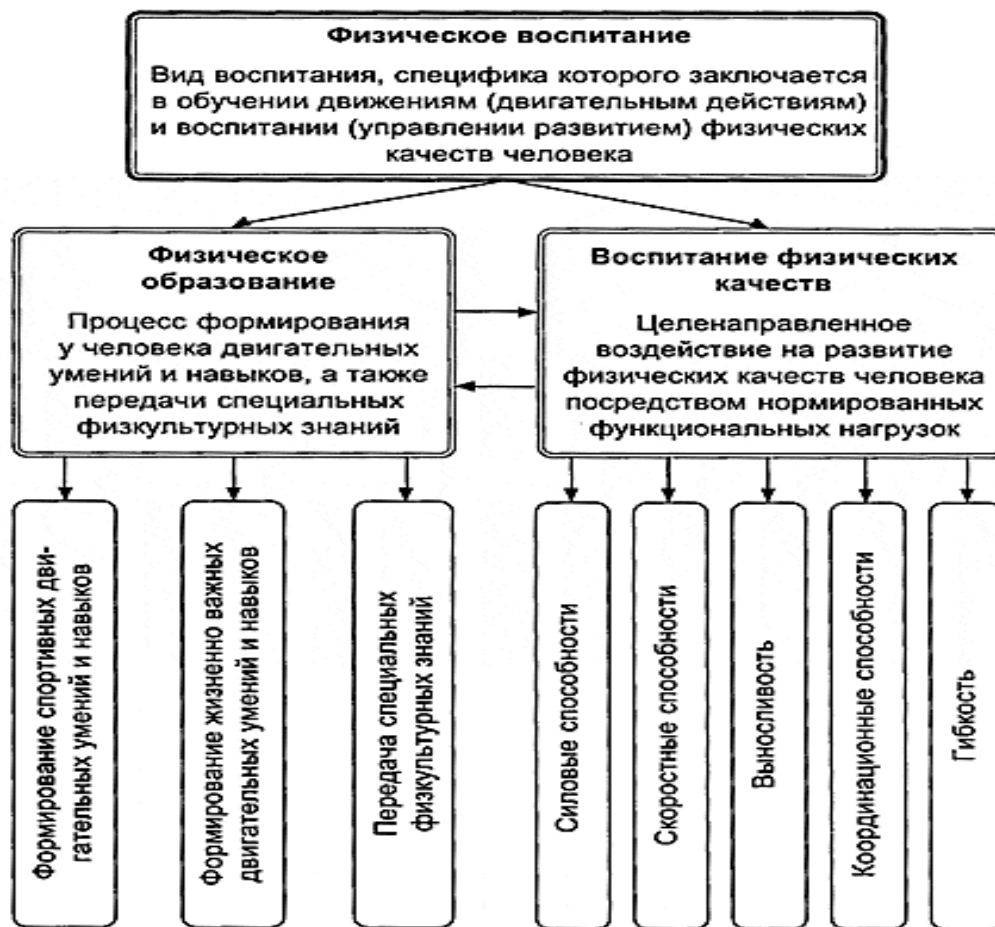 Физическое воспитание
Вид воспитания, специфика которого заключается
в обучении движениям (двигательным действиям)
и воспитании (управлении развитием) физических
качеств человека
Физическое
образование
Процесс формирования
у человека двигательных
умений и навыков, а также
передачи специальных
физкультурных знаний
Воспитание физических
качеств
Целенаправленное
воздействие на развитие
физических качеств человека
посредством нормированных
функциональных нагрузок
Формирование спортивных дви-
гательных умений и навыков
Формирование жизненно важных
двигательных умений и навыков
Передача специальных
физкультурных знаний
Силовые способности
Скоростные способности
Выносливость
Координационные способности
Гибкость